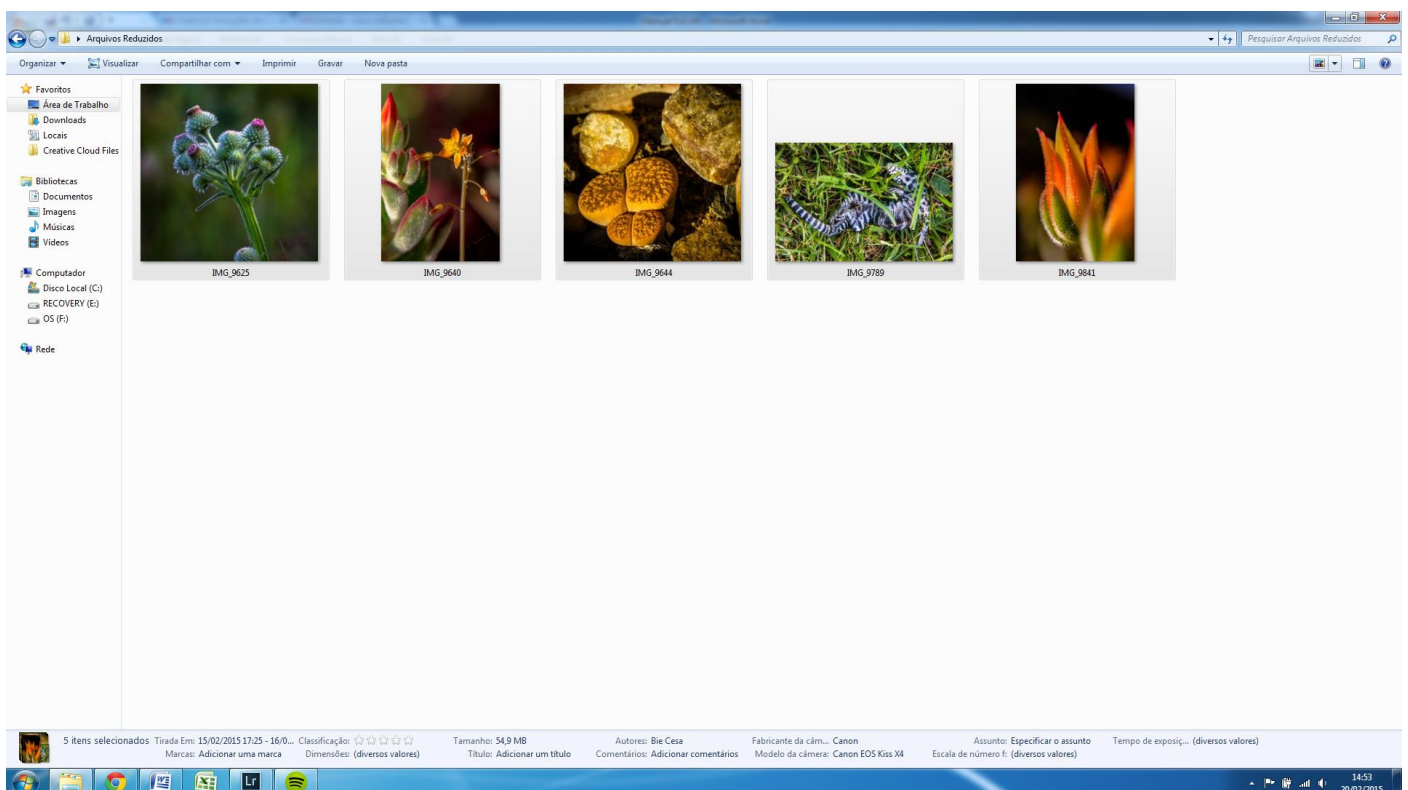 Arquivos Reduzidos
Pesquisar Arquivos Reduzidos
Organizar Visualizar Compartilhar com Imprimir Gravar Nova pasta
Favoritos
Área de Trabalho
Downloads
Locais
Creative Cloud Files
Bibliotecas
Documentos
Imagens
Músicas
Vídeos
Computador
Disco Local (C:)
RECOVERY (E:)
OS (F:)
Rede
IMG_9625 IMG_9640 IMG_9644 IMG_9789 IMG_9841
5 itens selecionados Tirada Em: 15/02/2015 17:25 - 16/0... Classificação: Tamanho: 54,9 MB Autores: Bie Cesa Fabricante da câm... Canon Assunto: Especificar o assunto Tempo de exposiç... (diversos valores)
Marcas: Adicionar uma marca Dimensões: (diversos valores) Título: Adicionar um título Comentários: Adicionar comentários Modelo da câmera: Canon EOS Kiss X4 Escala de número f: (diversos valores)
Lr
14:53
20/02/2015